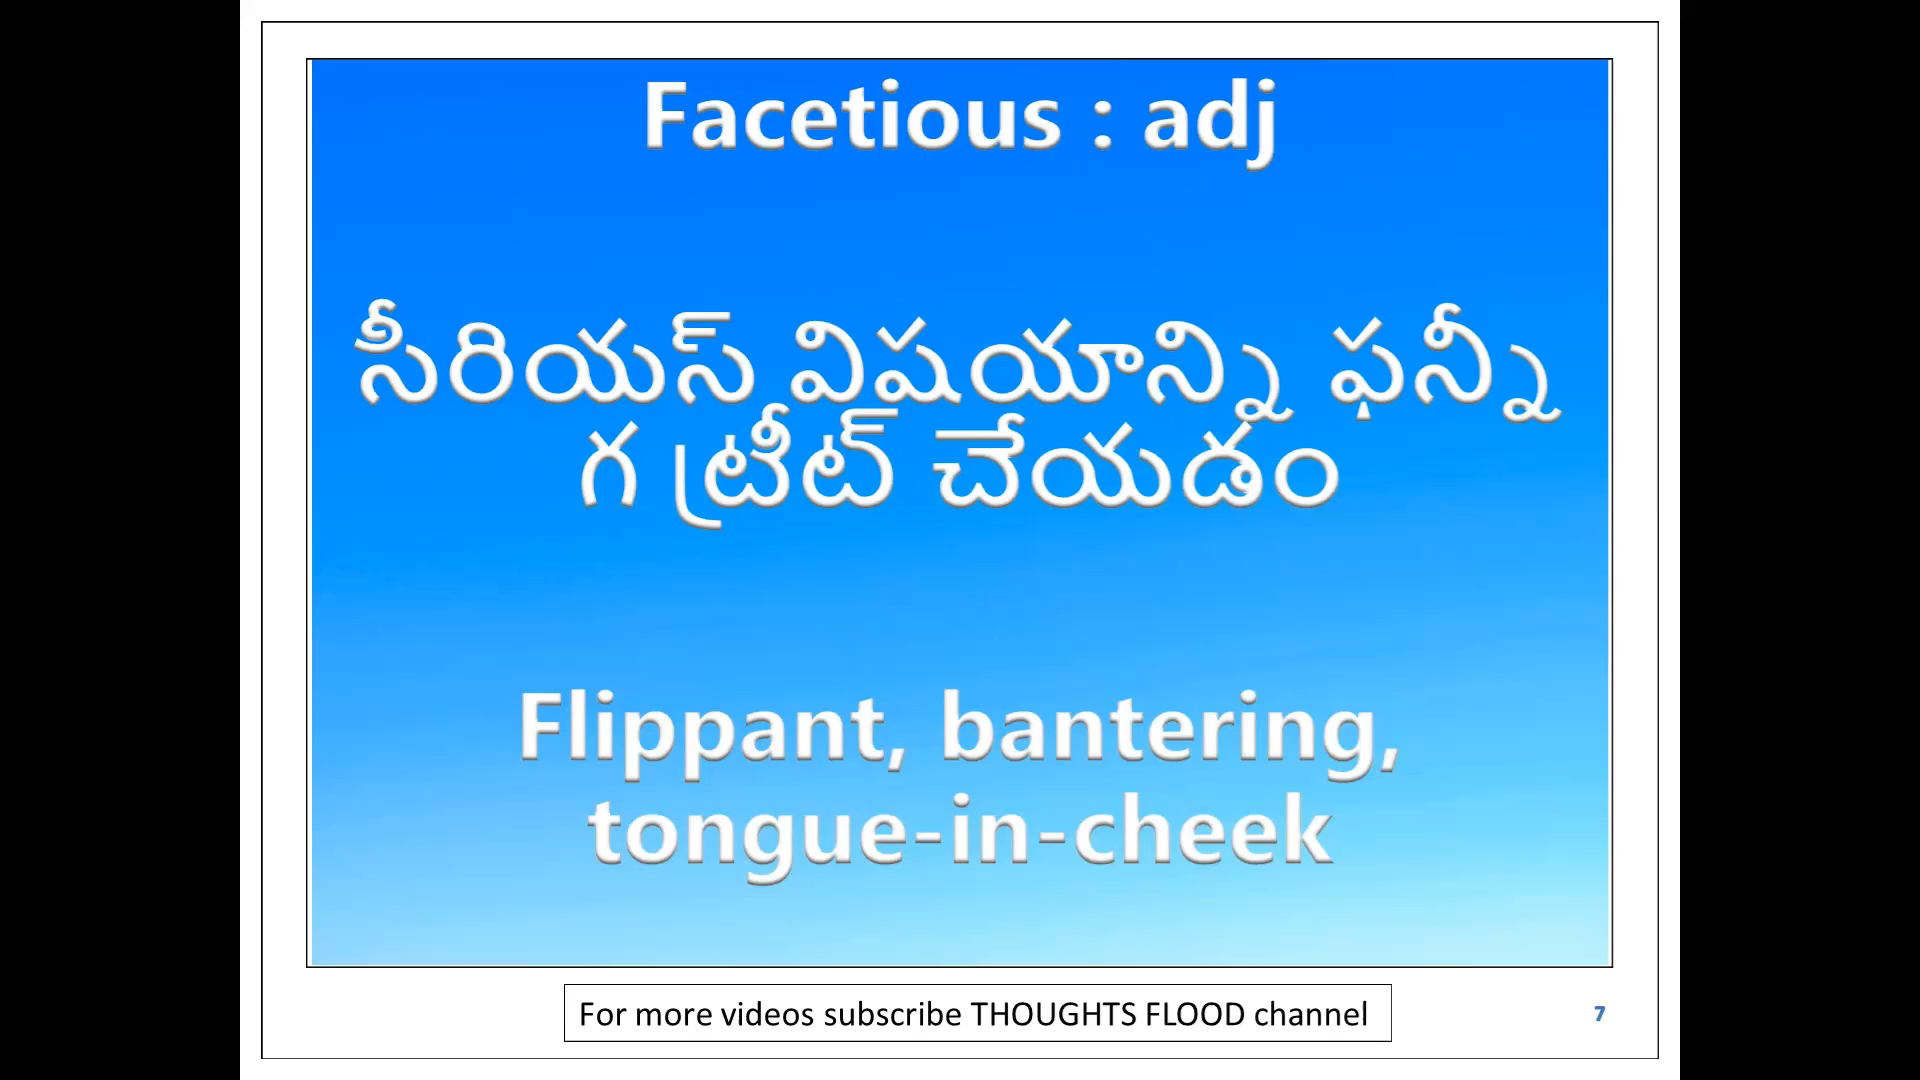 Facetious : adj
సీరియస్ విషయాన్ని ఫన్నీ
గ ట్రీట్ చేయడం
Flippant, bantering,
tongue-in-cheek
For more videos subscribe THOUGHTS FLOOD channel
7